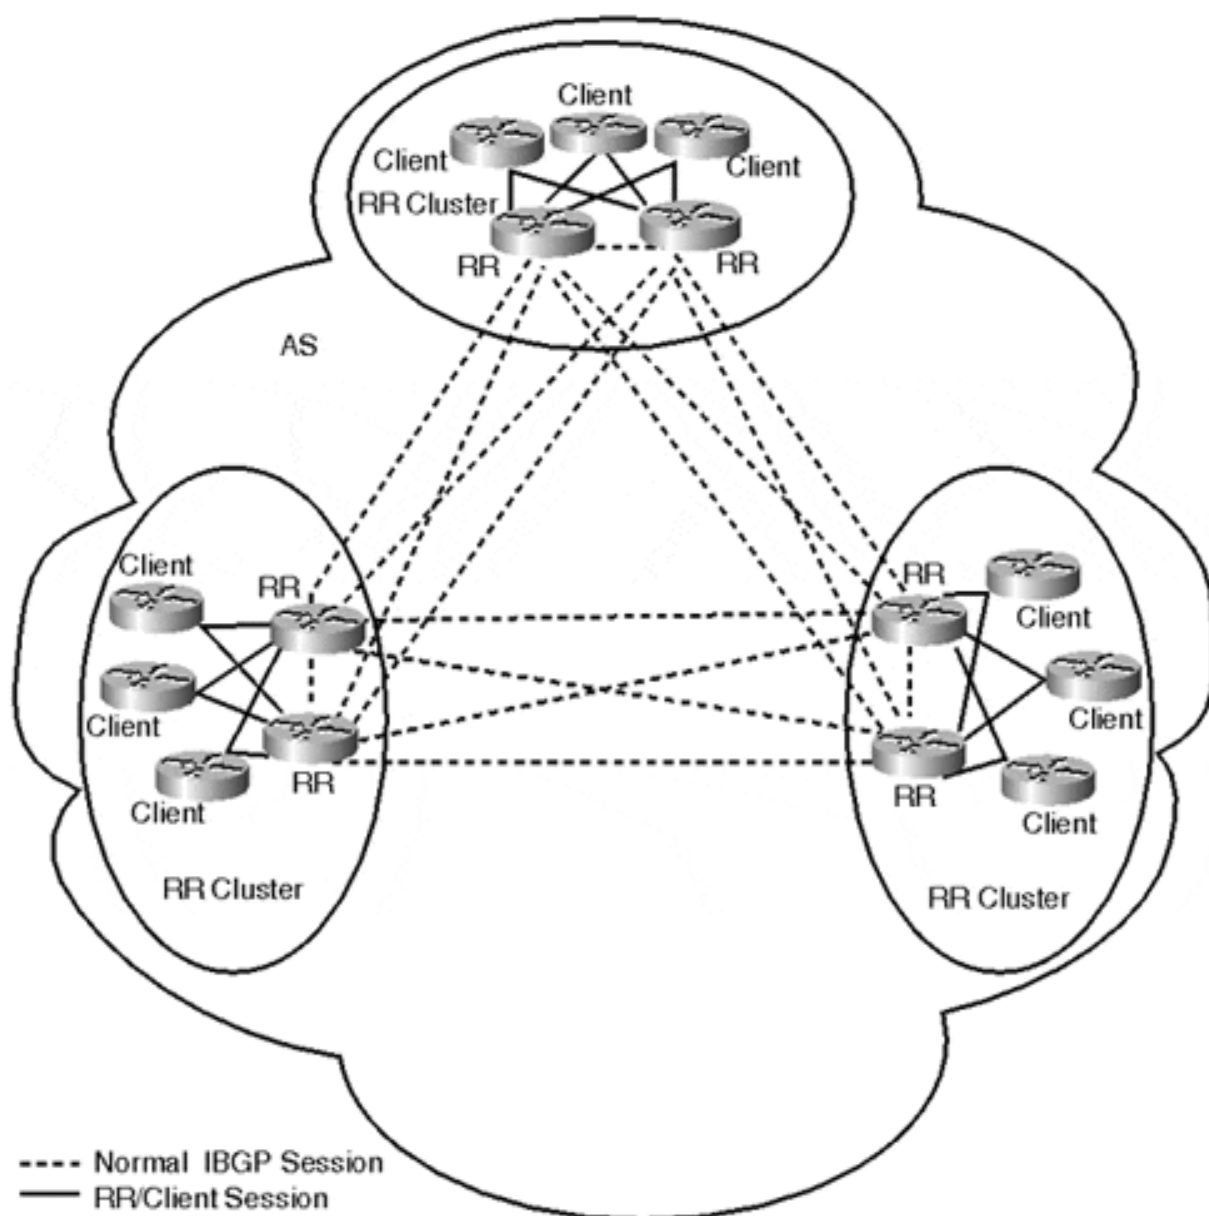 Client
Client
Client
RR Cluster
RR
RR
AS
Client
RR
RR
Client
Client
Client
Client
RR
RR
Client
Client
RR Cluster
RR Cluster
Normal IBGP Session
RR/Client Session